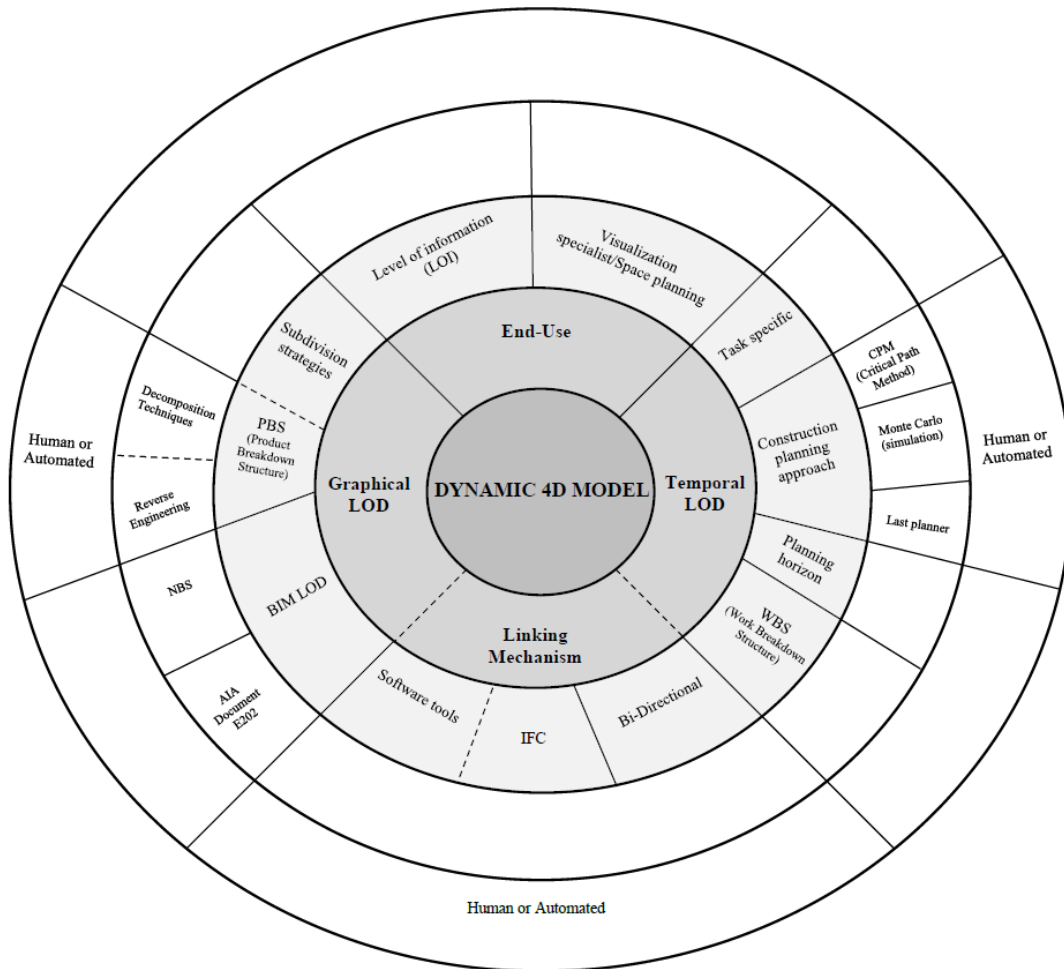 Level of information
(LOI)
Visualization
specialist/Space planning
Subdivision
strategies
End-Use
Task specific
CPM
(Critical Path
Method)
Decomposition
Techniques
PBS
(Product
Breakdown
Structure)
Human or
Automated
Graphical
LOD
DYNAMIC 4D MODEL
Temporal
LOD
Construction
planning
approach
Monte Carlo
(simulation)
Human or
Automated
Reverse
Engineering
Last planner
NBS
BIM LOD
Planning
horizon
Linking
Mechanism
WBS
(Work Breakdown
Structure)
AIA
Document
E202
Software tools
IFC
Bi-Directional
Human or Automated